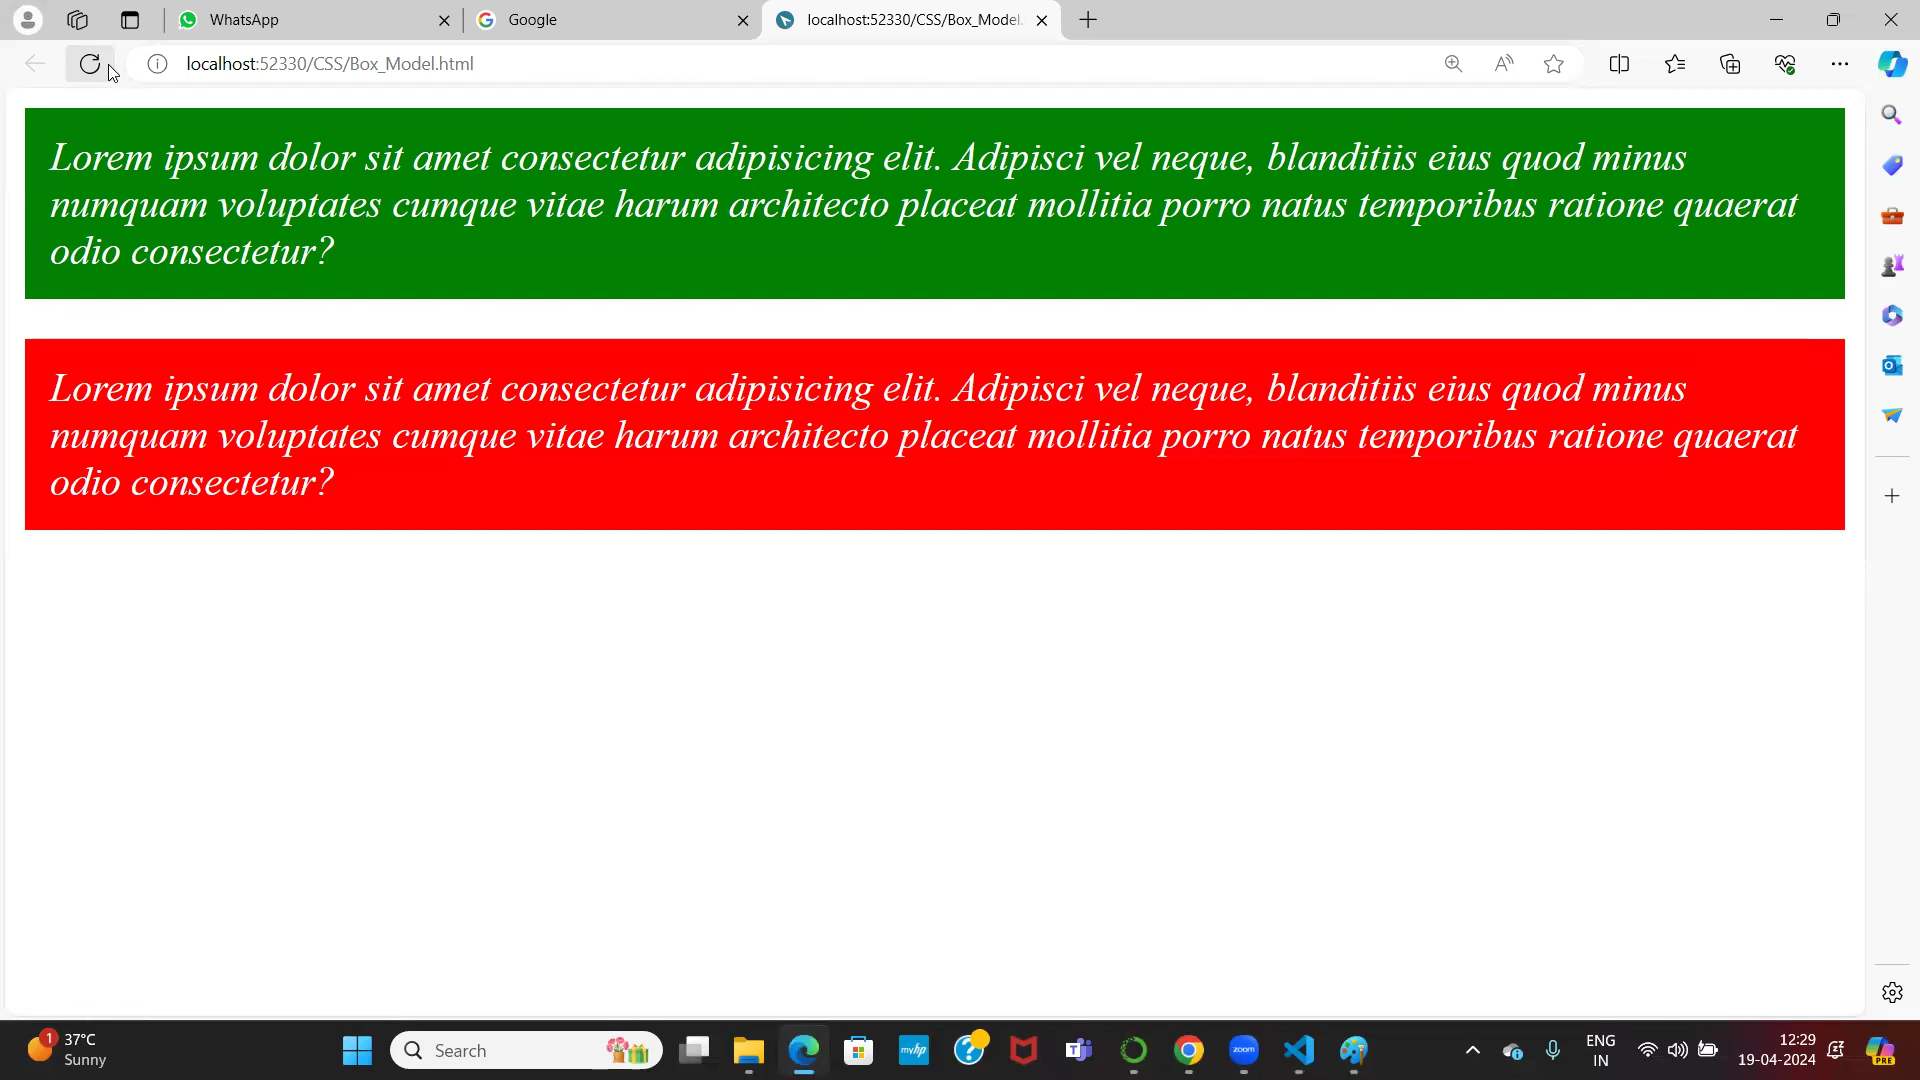 WhatsApp
Google
localhost:52330/CSS/Box_Model.
localhost:52330/CSS/Box_Model.html
Lorem ipsum dolor sit amet consectetur adipisicing elit. Adipisci vel neque, blanditiis eius quod minus
numquam voluptates cumque vitae harum architecto placeat mollitia porro natus temporibus ratione quaerat
odio consectetur?
Lorem ipsum dolor sit amet consectetur adipisicing elit. Adipisci vel neque, blanditiis eius quod minus
numquam voluptates cumque vitae harum architecto placeat mollitia porro natus temporibus ratione quaerat
odio consectetur?
1
37°C
Sunny
Search
myhp
zoom
ENG
IN
12:29
19-04-2024
PRE